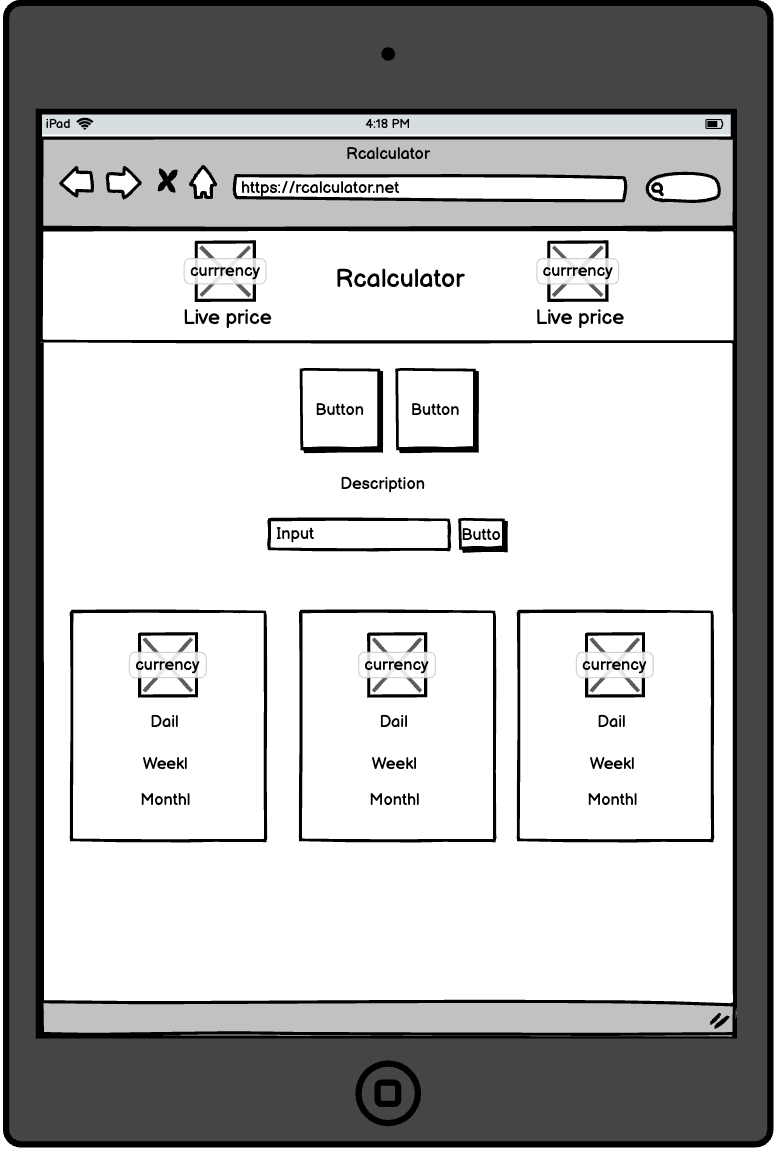 iPad 4:18 PM
Rcalculator
https://rcalculator.net
currrency Rcalculator currrency
Live price Live price
Button Button
Description
Input Butto
currency currency currency
Dail Dail Dail
Weekl Weekl Weekl
Monthl Monthl Monthl